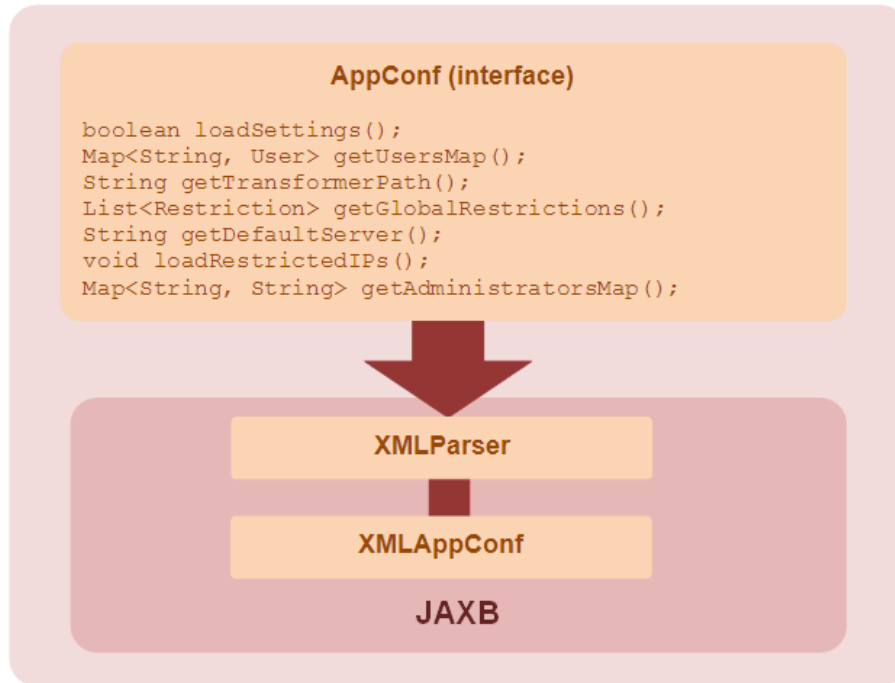 AppConf (interface)
boolean loadSettings();
Map<String, User> getUsersMap();
String getTransformerPath();
List<Restriction> getGlobalRestrictions();
String getDefaultServer();
void loadRestrictedIPs();
Map<String, String> getAdministratorsMap();
XMLParser
XMLAppConf
JAXB